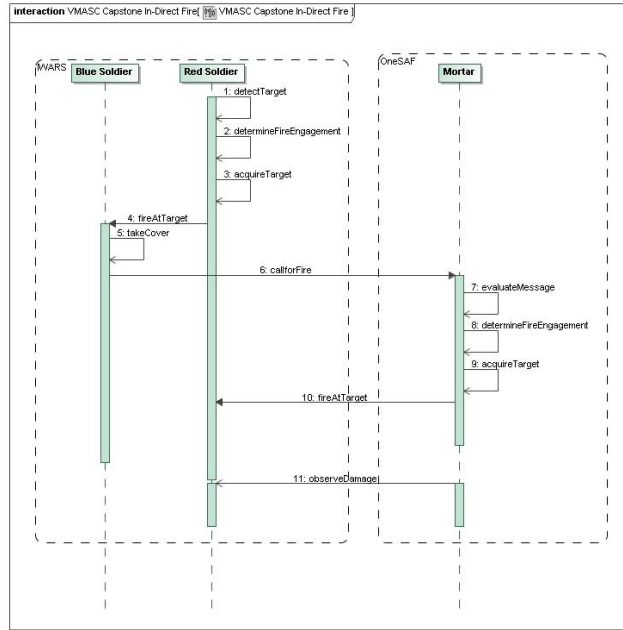 interaction VMASC Capstone In-Direct Fire[ VMASC Capstone In-Direct Fire ]
IWARS
OneSAF
Blue Soldier
Red Soldier
Mortar
1: detectTarget
2: determineFireEngagement
3: acquireTarget
4: fireAtTarget
5: takeCover
6: callforFire
7: evaluateMessage
8: determineFireEngagement
9: acquireTarget
10: fireAtTarget
11: observeDamage